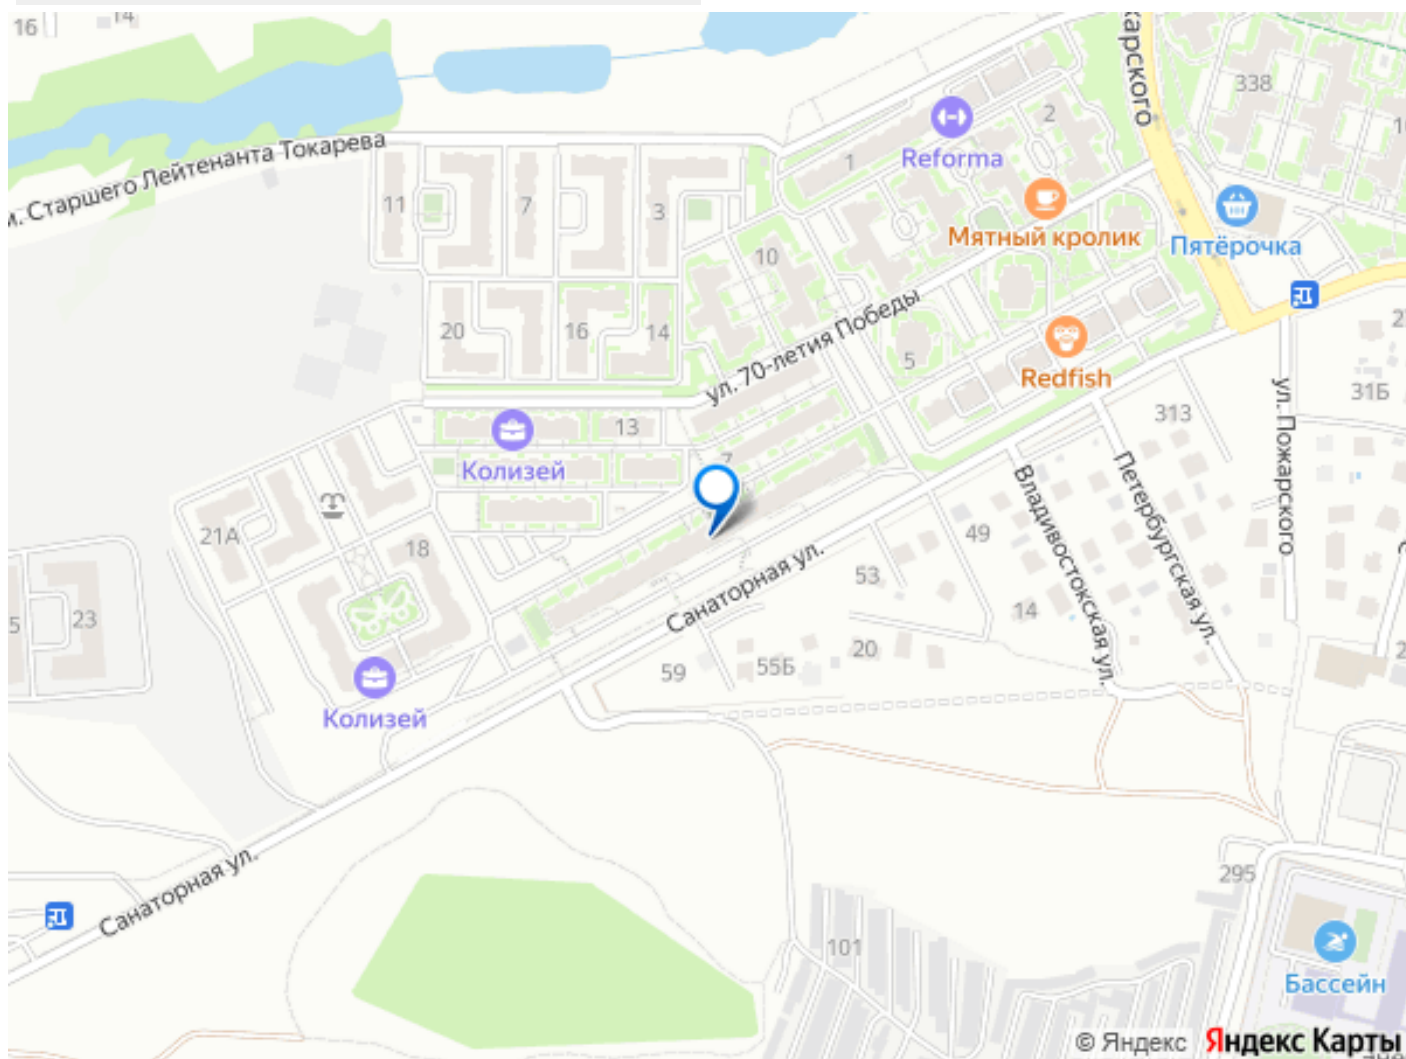 16
14
карского
338
2
Reforma
1
м. Старшего Лейтенанта Токарева
11
7
3
Мятный кролик
Пятёрочка
10
20
16
14
ул. 70-летия Победы
5
Redfish
31Б
313
13
7
Колизей
21А
18
49
53
Санаторная ул.
Владивостокская ул.
Петербургская ул.
ул. Пожарского
14
20
55Б
59
23
5
Колизей
Санаторная ул.
295
101
Бассейн
© Яндекс Яндекс Карты